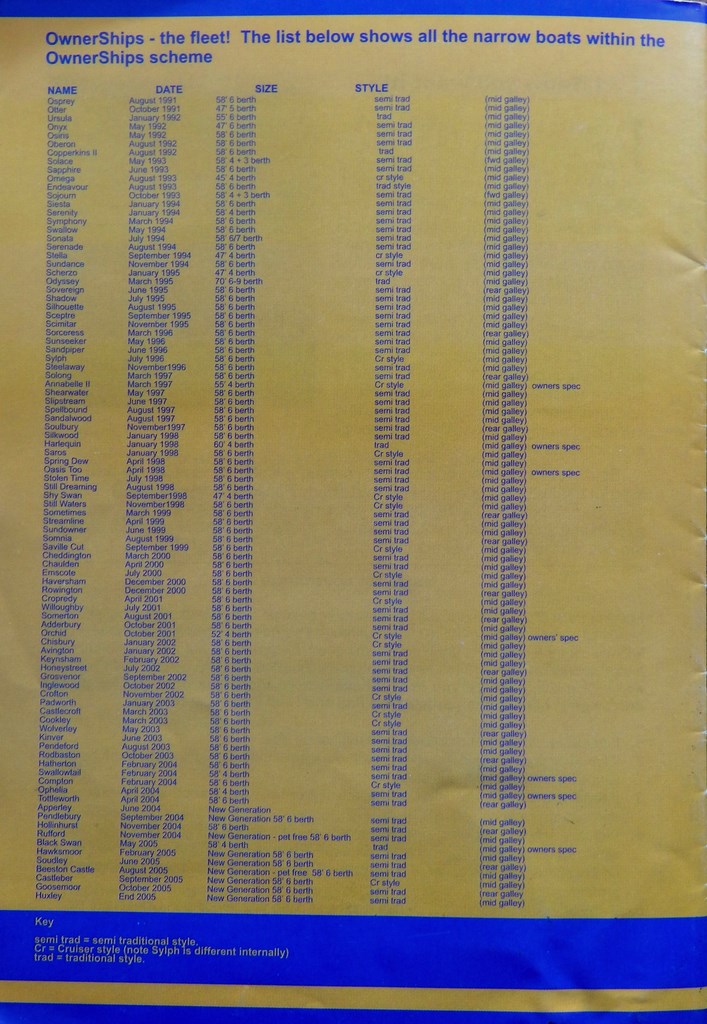 OwnerShips - the fleet! The list below shows all the narrow boats within the
OwnerShips scheme
NAME DATE SIZE STYLE
Osprey August 1991 58' 6 berth semi trad (mid galley)
Otter October 1991 47' 5 berth semi trad (mid galley)
Ursula January 1992 55' 6 berth trad (mid galley)
Onyx May 1992 47' 6 berth semi trad (mid galley)
Osiris May 1992 58' 6 berth semi trad (mid galley)
Oberon August 1992 58' 6 berth semi trad (mid galley)
Copperkins II August 1992 58' 6 berth trad (mid galley)
Solace May 1993 58' 4 + 3 berth semi trad (fwd galley)
Sapphire June 1993 58' 6 berth semi trad (mid galley)
Omega August 1993 45' 4 berth cr style (mid galley)
Endeavour August 1993 58' 6 berth trad style (mid galley)
Sojourn October 1993 58' 4 + 3 berth semi trad (fwd galley)
Siesta January 1994 58' 6 berth semi trad (mid galley)
Serenity January 1994 58' 4 berth semi trad (mid galley)
Symphony March 1994 58' 6 berth semi trad (mid galley)
Swallow May 1994 58' 6 berth semi trad (mid galley)
Sonata July 1994 58' 6/7 berth semi trad (mid galley)
Serenade August 1994 58' 6 berth semi trad (mid galley)
Stella September 1994 47' 4 berth cr style (mid galley)
Sundance November 1994 58' 6 berth semi trad (mid galley)
Scherzo January 1995 47' 4 berth cr style (mid galley)
Odyssey March 1995 70' 6-9 berth trad (mid galley)
Sovereign June 1995 58' 6 berth semi trad (rear galley)
Shadow July 1995 58' 6 berth semi trad (mid galley)
Silhouette August 1995 58' 6 berth semi trad (mid galley)
Sceptre September 1995 58' 6 berth semi trad (mid galley)
Scimitar November 1995 58' 6 berth semi trad (mid galley)
Sorceress March 1996 58' 6 berth semi trad (rear galley)
Sunseeker May 1996 58' 6 berth semi trad (mid galley)
Sandpiper June 1996 58' 6 berth semi trad (mid galley)
Sylph July 1996 58' 6 berth Cr style (mid galley)
Steelaway November1996 58' 6 berth semi trad (mid galley)
Solong March 1997 58' 6 berth semi trad (rear galley)
Annabelle II March 1997 55' 4 berth Cr style (mid galley) owners spec
Shearwater May 1997 58' 6 berth semi trad (mid galley)
Slipstream June 1997 58' 6 berth semi trad (mid galley)
Spellbound August 1997 58' 6 berth semi trad (mid galley)
Sandalwood August 1997 58' 6 berth semi trad (mid galley)
Soulbury November1997 58' 6 berth semi trad (rear galley)
Silkwood January 1998 58' 6 berth semi trad (mid galley)
Harlequin January 1998 60' 4 berth trad (mid galley) owners spec
Saros January 1998 58' 6 berth Cr style (mid galley)
Spring Dew April 1998 58' 6 berth semi trad (mid galley)
Oasis Too April 1998 58' 6 berth semi trad (mid galley) owners spec
Stolen Time July 1998 58' 6 berth semi trad (mid galley)
Still Dreaming August 1998 58' 6 berth semi trad (mid galley)
Shy Swan September1998 47' 4 berth Cr style (mid galley)
Still Waters November1998 58' 6 berth Cr style (mid galley)
Sometimes March 1999 58' 6 berth semi trad (rear galley)
Streamline April 1999 58' 6 berth semi trad (mid galley)
Sundowner June 1999 58' 6 berth semi trad (mid galley)
Somnia August 1999 58' 6 berth semi trad (rear galley)
Saville Cut September 1999 58' 6 berth Cr style (mid galley)
Cheddington March 2000 58' 6 berth semi trad (mid galley)
Chaulden April 2000 58' 6 berth semi trad (mid galley)
Emscote July 2000 58' 6 berth Cr style (mid galley)
Haversham December 2000 58' 6 berth semi trad (mid galley)
Rowington December 2000 58' 6 berth semi trad (rear galley)
Cropredy April 2001 58' 6 berth Cr style (mid galley)
Willoughby July 2001 58' 6 berth semi trad (mid galley)
Somerton August 2001 58' 6 berth semi trad (rear galley)
Adderbury October 2001 58' 6 berth semi trad (mid galley)
Orchid October 2001 52' 4 berth Cr style (mid galley) owners' spec
Chisbury January 2002 58' 6 berth Cr style (mid galley)
Avington January 2002 58' 6 berth semi trad (mid galley)
Keynsham February 2002 58' 6 berth semi trad (mid galley)
Honeystreet July 2002 58' 6 berth semi trad (rear galley)
Grosvenor September 2002 58' 6 berth semi trad (mid galley)
Inglewood October 2002 58' 6 berth semi trad (mid galley)
Crofton November 2002 58' 6 berth Cr style (mid galley)
Padworth January 2003 58' 6 berth semi trad (mid galley)
Castlecroft March 2003 58' 6 berth Cr style (mid galley)
Cookley March 2003 58' 6 berth Cr style (mid galley)
Wolverley May 2003 58' 6 berth semi trad (rear galley)
Kinver June 2003 58' 6 berth semi trad (mid galley)
Pendeford August 2003 58' 6 berth semi trad (mid galley)
Rodhaston October 2003 58' 6 berth semi trad (rear galley)
Hatherton February 2004 58' 6 berth semi trad (mid galley)
Swallowtail February 2004 58' 4 berth semi trad (mid galley) owners spec
Compton February 2004 58' 6 berth Cr style (mid galley)
Ophelia April 2004 58' 4 berth semi trad (mid galley) owners spec
Tottleworth April 2004 58' 6 berth semi trad (rear galley)
Apperley June 2004 New Generation
Pendlebury September 2004 New Generation 58' 6 berth semi trad (mid galley)
Hollinhurst November 2004 58' 6 berth semi trad (rear galley)
Rufford November 2004 New Generation - pet free 58' 6 berth semi trad (mid galley)
Black Swan May 2005 58' 4 berth trad (mid galley) owners spec
Hawksmoor February 2005 New Generation 58' 6 berth semi trad (mid galley)
Soudley June 2005 New Generation 58' 6 berth semi trad (rear galley)
Beeston Castle August 2005 New Generation - pet free 58' 6 berth semi trad (mid galley)
Castleber September 2005 New Generation 58' 6 berth Cr style (mid galley)
Goosemoor October 2005 New Generation 58' 6 berth semi trad (rear galley)
Huxley End 2005 New Generation 58' 6 berth semi trad (mid galley)
Key
semi trad = semi traditional style.
Cr = Cruiser style (note Sylph is different internally)
trad = traditional style.